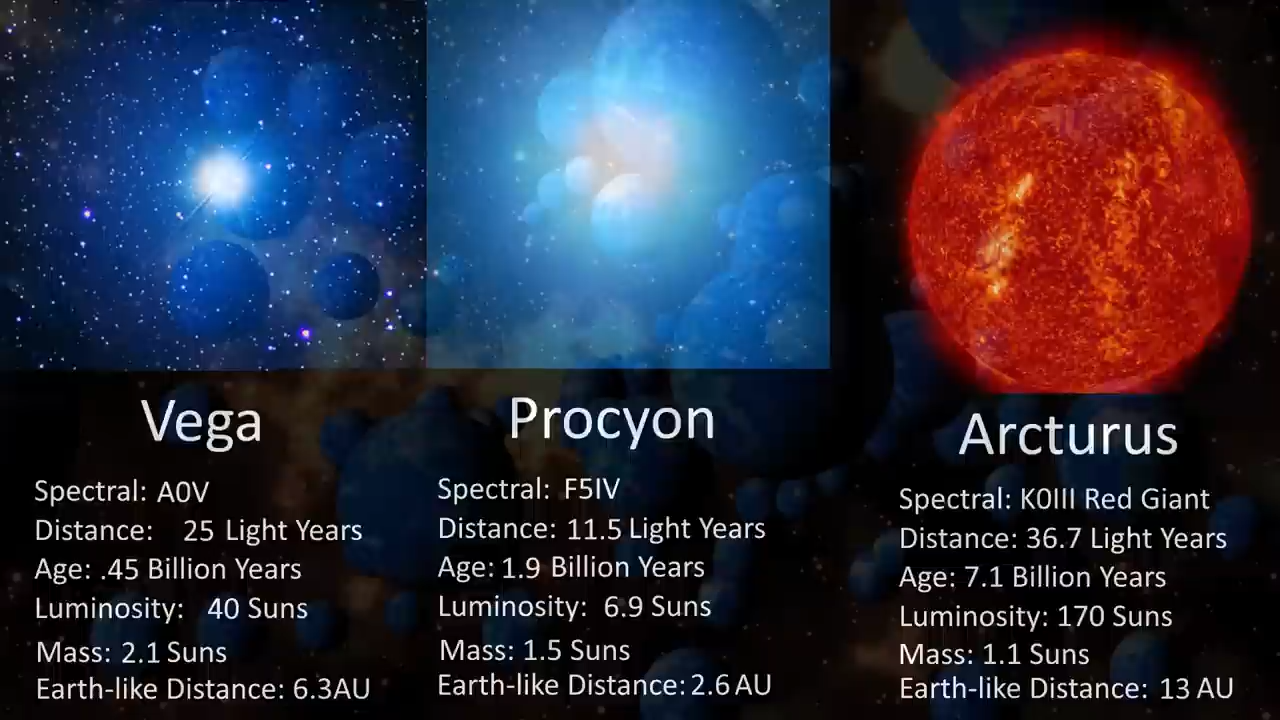 Vega
Spectral: A0V
Distance: 25 Light Years
Age: .45 Billion Years
Luminosity: 40 Suns
Mass: 2.1 Suns
Earth-like Distance: 6.3AU
Procyon
Spectral: F5IV
Distance: 11.5 Light Years
Age: 1.9 Billion Years
Luminosity: 6.9 Suns
Mass: 1.5 Suns
Earth-like Distance: 2.6 AU
Arcturus
Spectral: K0III Red Giant
Distance: 36.7 Light Years
Age: 7.1 Billion Years
Luminosity: 170 Suns
Mass: 1.1 Suns
Earth-like Distance: 13 AU